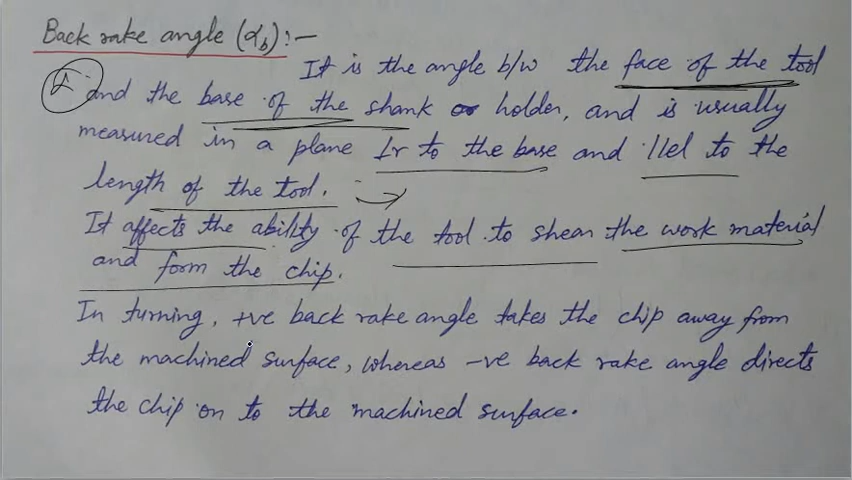 Back rake angle (αb):-
It is the angle b/w the face of the tool
and the base of the shank or holder, and is usually
measured in a plane ⊥r to the base and llel to the
length of the tool.
It affects the ability of the tool to shear the work material
and form the chip.
In turning, +ve back rake angle takes the chip away from
the machined surface, whereas -ve back rake angle directs
the chip on to the machined surface.